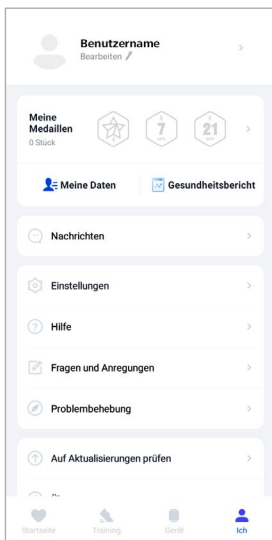 Benutzername
Bearbeiten
Meine
Medaillen
0 Stück
7
21
Meine Daten
Gesundheitsbericht
Nachrichten
Einstellungen
Hilfe
Fragen und Anregungen
Problembehebung
Auf Aktualisierungen prüfen
Startseite
Training
Gerät
Ich